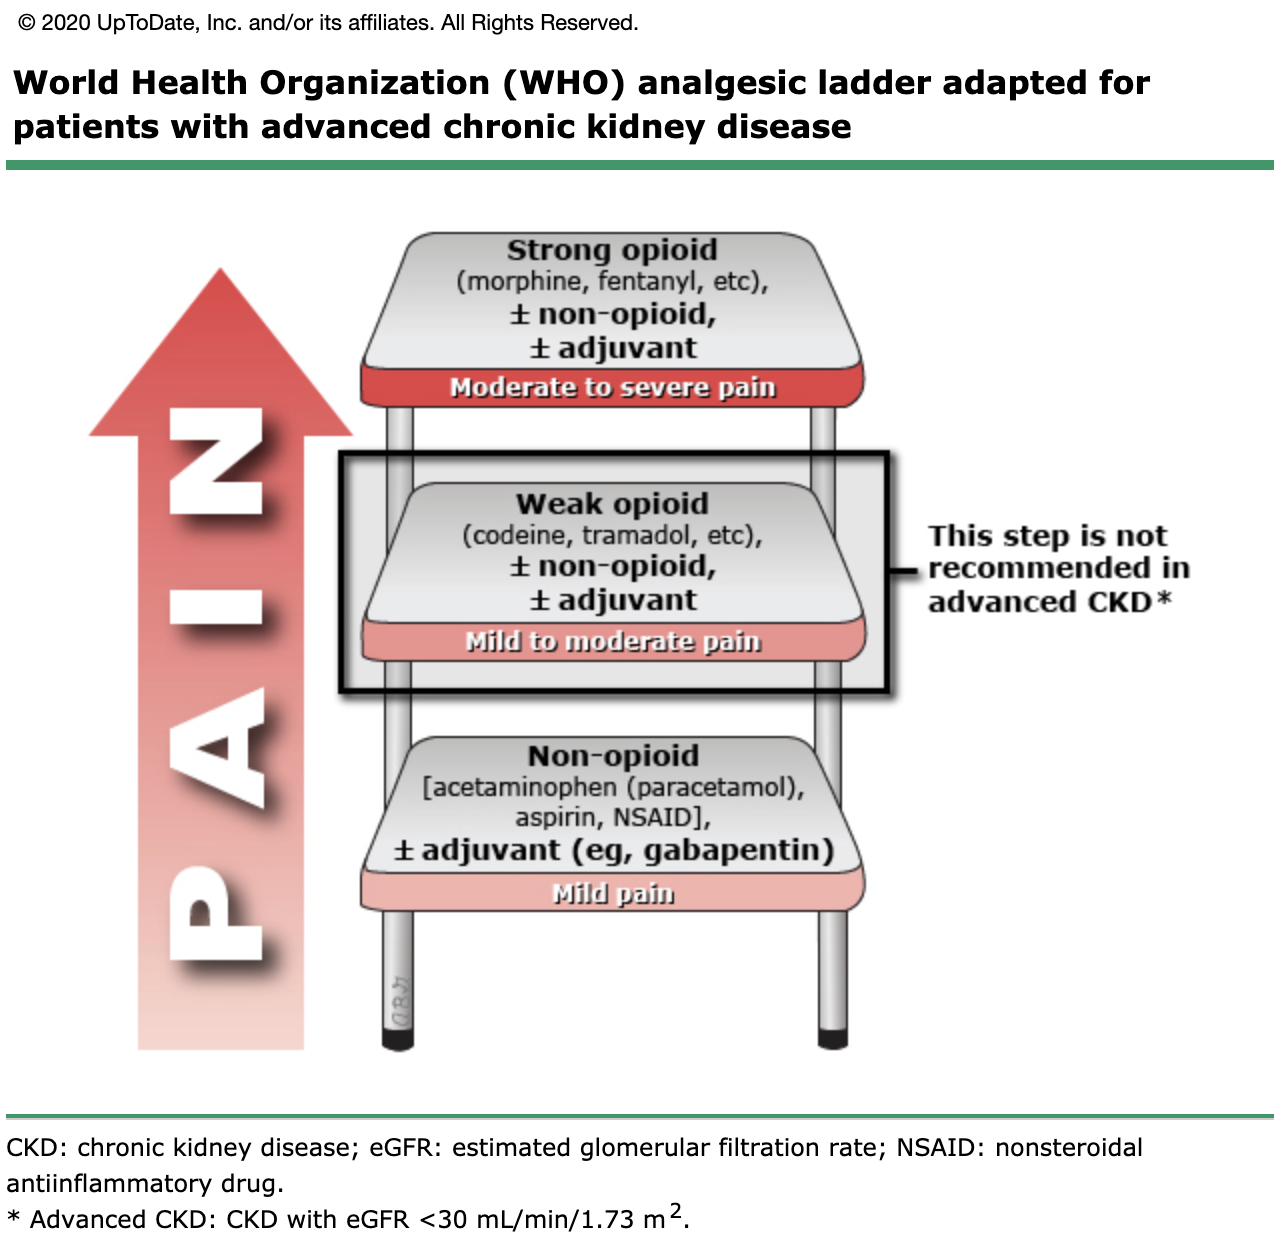 © 2020 UpToDate, Inc. and/or its affiliates. All Rights Reserved.
World Health Organization (WHO) analgesic ladder adapted for
patients with advanced chronic kidney disease
PAIN
Strong opioid
(morphine, fentanyl, etc),
± non-opioid,
± adjuvant
Moderate to severe pain
Weak opioid
(codeine, tramadol, etc),
± non-opioid,
± adjuvant
Mild to moderate pain
This step is not
recommended in
advanced CKD*
Non-opioid
[acetaminophen (paracetamol),
aspirin, NSAID],
± adjuvant (eg, gabapentin)
Mild pain
CKD: chronic kidney disease; eGFR: estimated glomerular filtration rate; NSAID: nonsteroidal
antiinflammatory drug.
* Advanced CKD: CKD with eGFR <30 mL/min/1.73 m².